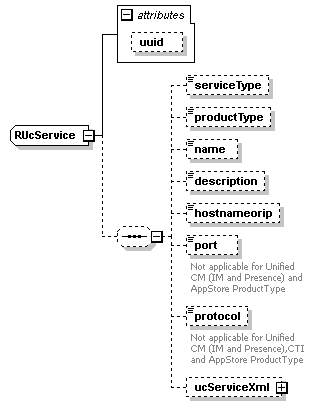 attributes
uuid
RUcService
serviceType
productType
name
description
hostnameorip
port
Not applicable for Unified
CM (IM and Presence) and
AppStore ProductType
protocol
Not applicable for Unified
CM (IM and Presence),CTI
and AppStore ProductType
ucServiceXml